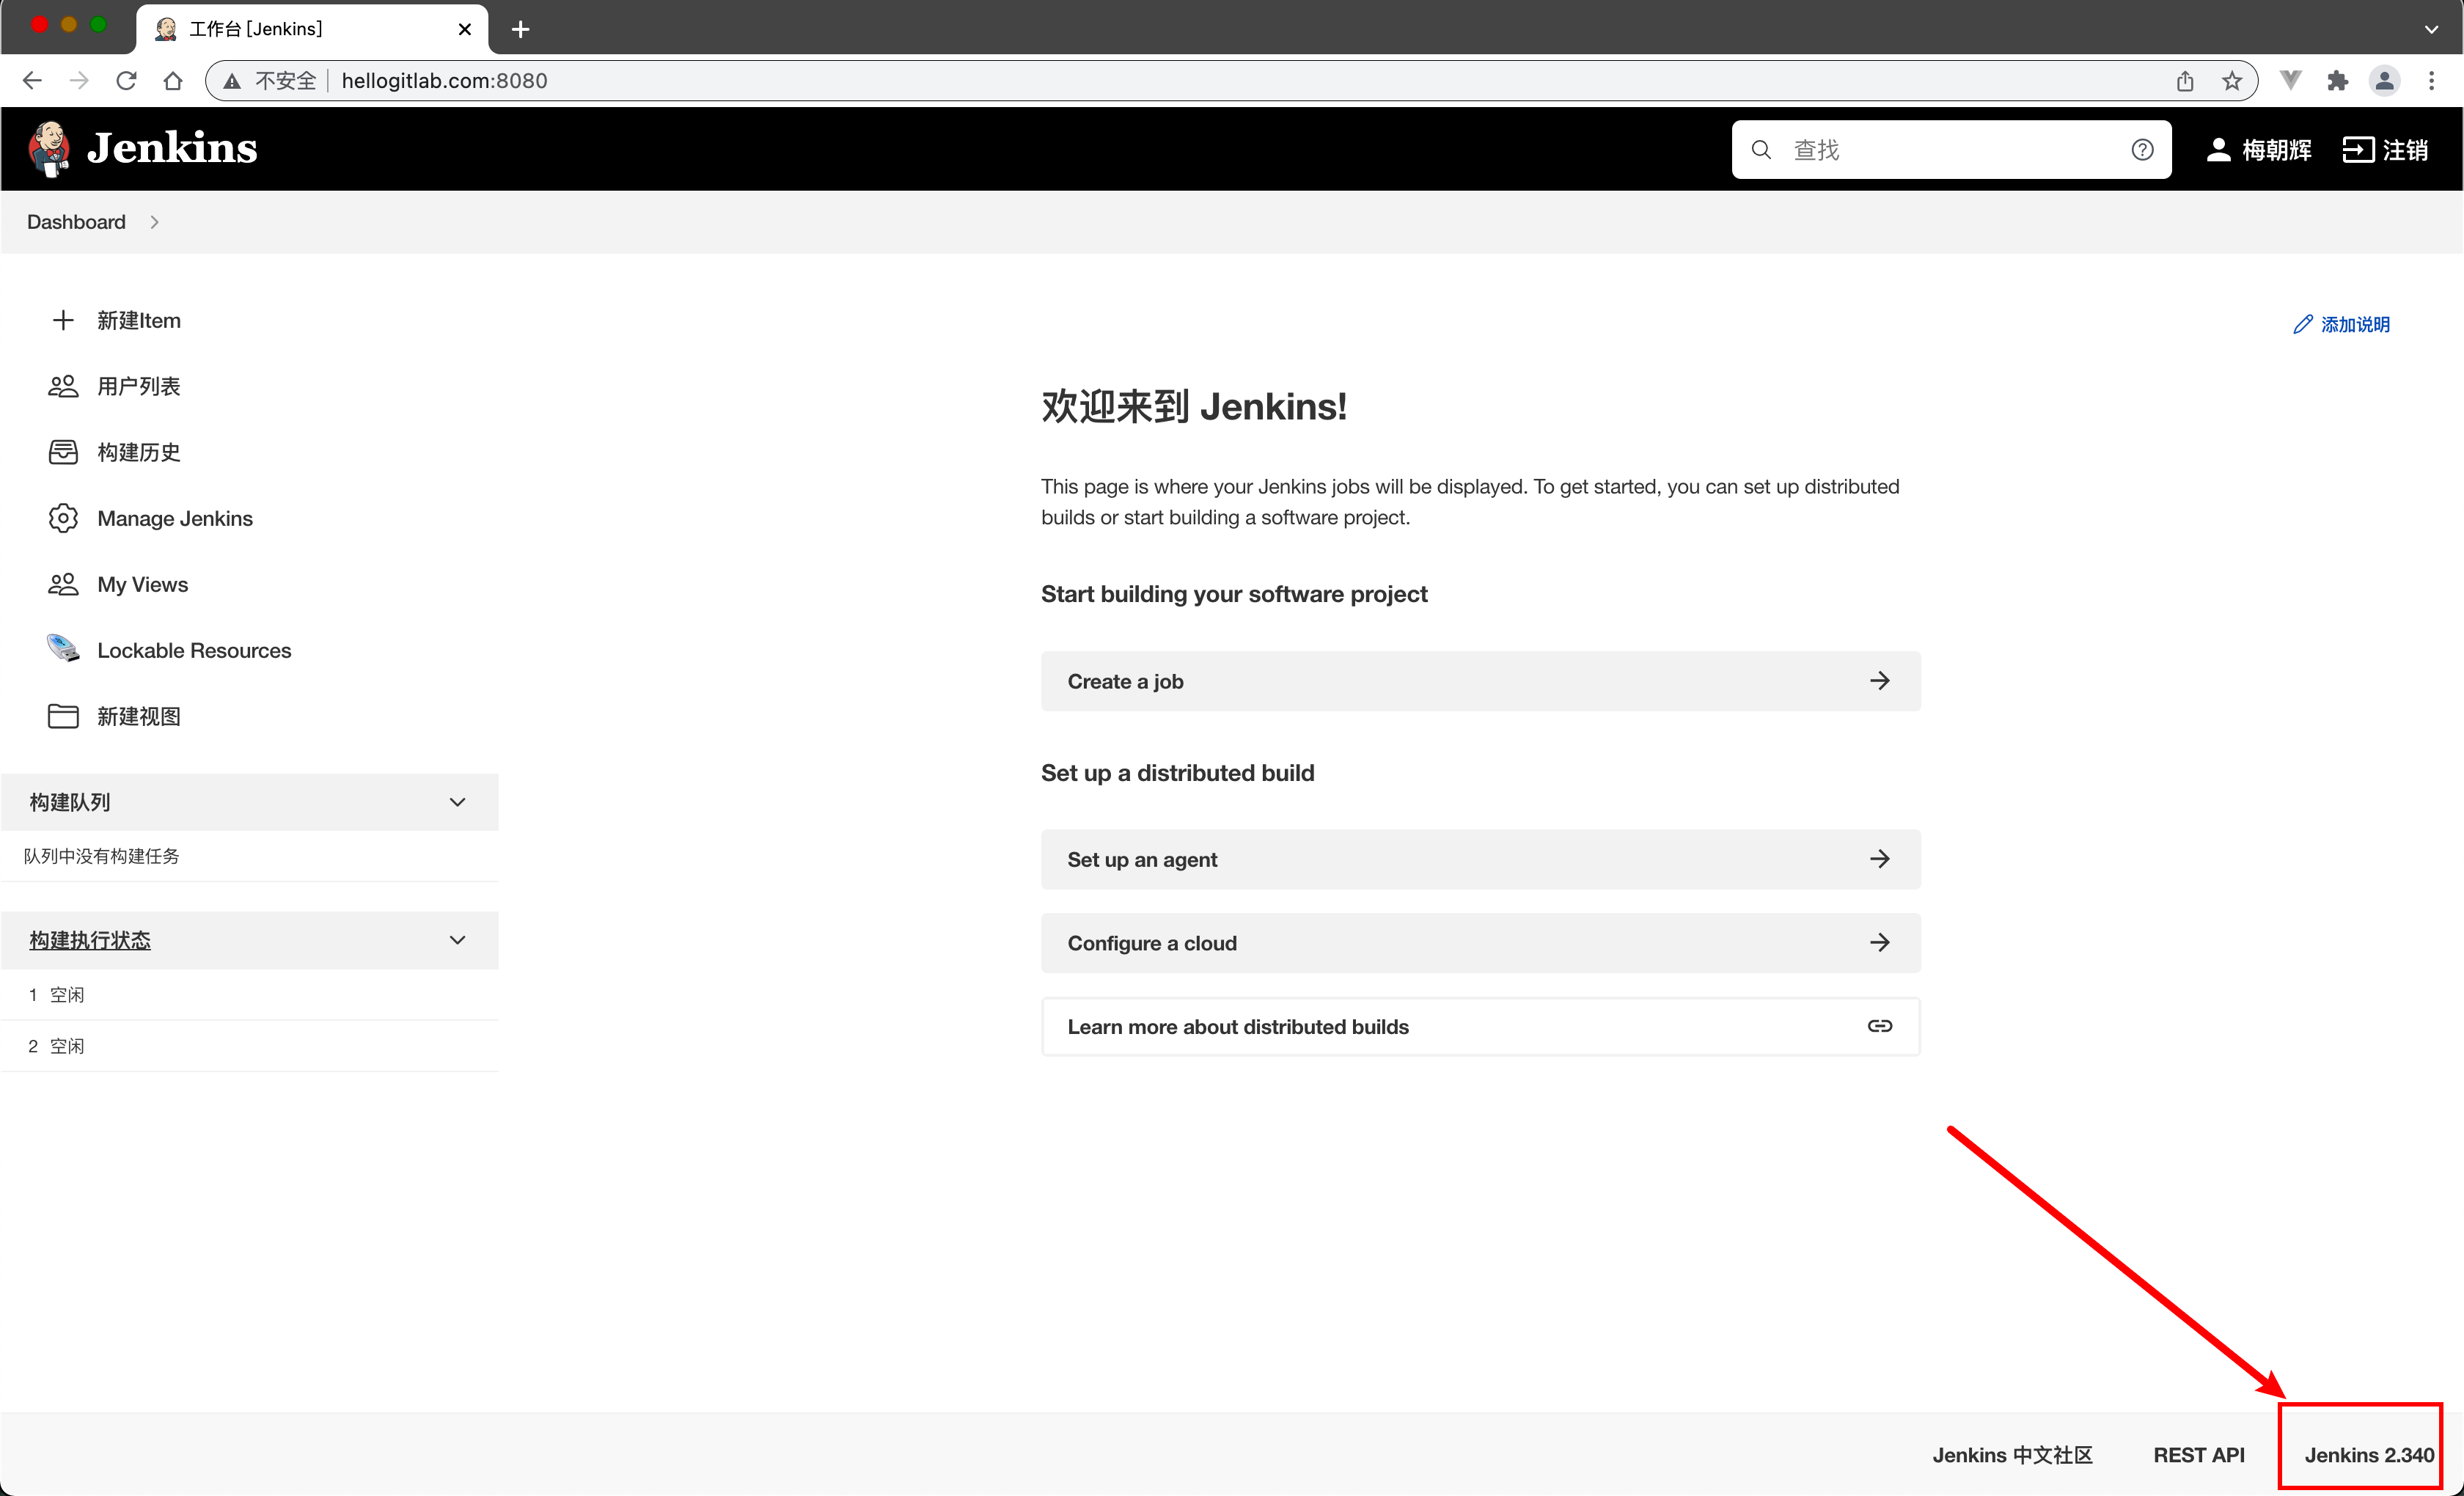 工作台 [Jenkins]
不安全 hellogitlab.com:8080
Jenkins
查找
梅朝辉
注销
Dashboard
新建Item
用户列表
构建历史
Manage Jenkins
My Views
Lockable Resources
新建视图
构建队列
队列中没有构建任务
构建执行状态
1 空闲
2 空闲
添加说明
欢迎来到 Jenkins!
This page is where your Jenkins jobs will be displayed. To get started, you can set up distributed
builds or start building a software project.
Start building your software project
Create a job
Set up a distributed build
Set up an agent
Configure a cloud
Learn more about distributed builds
Jenkins 中文社区
REST API
Jenkins 2.340